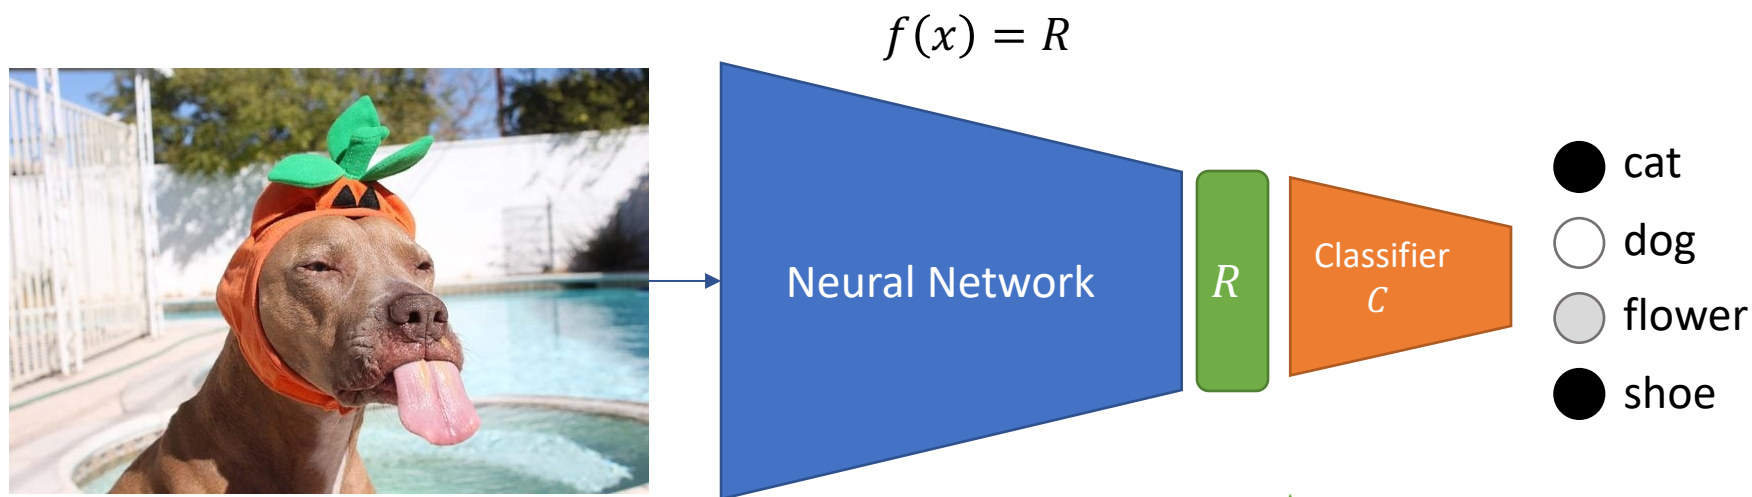 f(x) = R
Neural Network
R
Classifier
C
cat
dog
flower
shoe